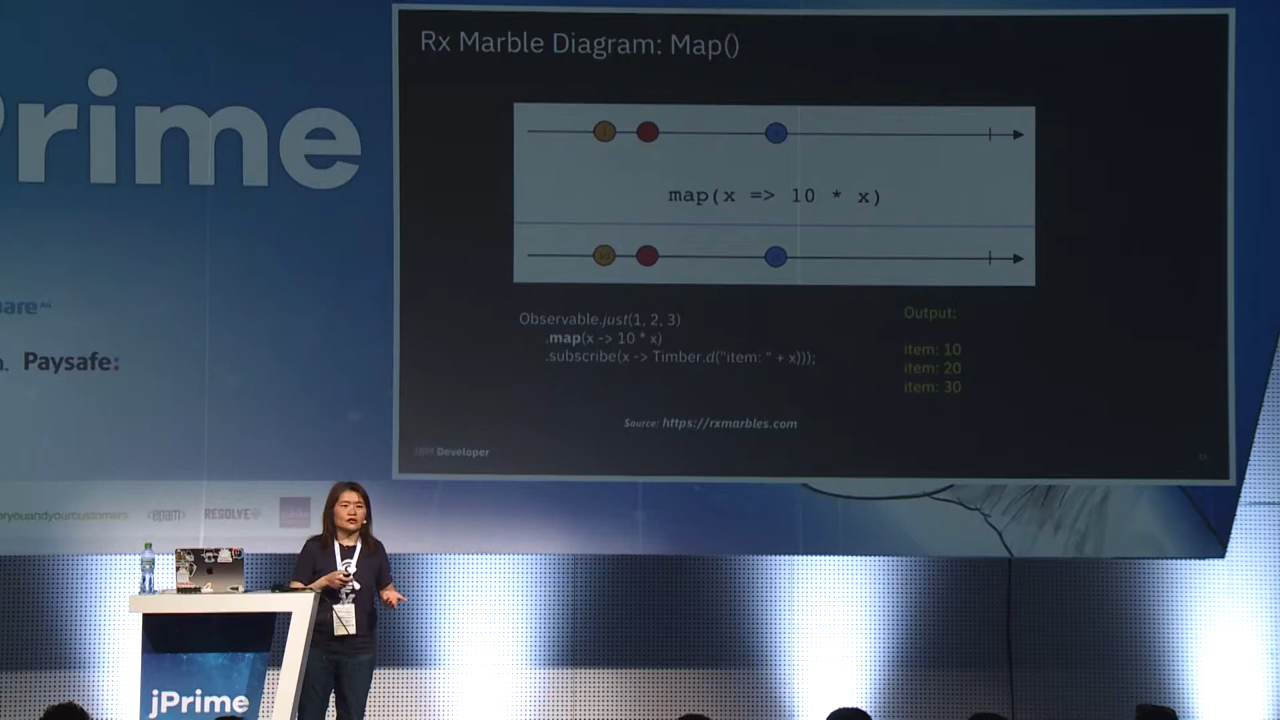 Rx Marble Diagram: Map()
Prime
map(x => 10 * x)
Observable.just(1, 2, 3)
.map(x -> 10 * x)
.subscribe(x -> Timber.d("item: " + x)));
Output:
item: 10
item: 20
item: 30
Source: https://rxmarbles.com
IBM Developer
Paysafe:
<epam>
RESOLVE
jPrime